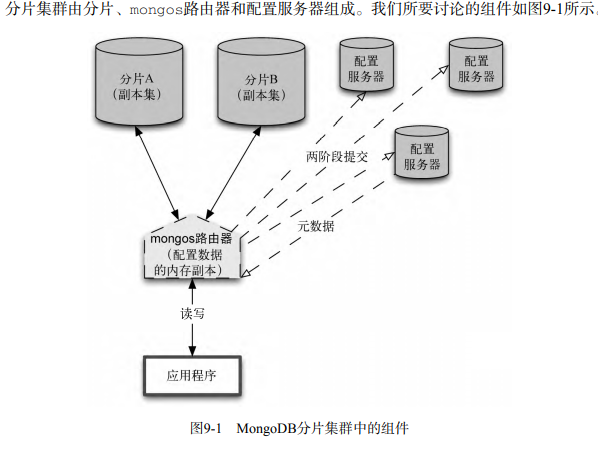 分片集群由分片、mongos路由器和配置服务器组成。我们所要讨论的组件如图9-1所示
分片A
（副本集）
分片B
（副本集）
配置
服务器
配置
服务器
配置
服务器
两阶段提交
元数据
mongos路由器
（配置数据
的内存副本）
读写
应用程序
图9-1 MongoDB分片集群中的组件